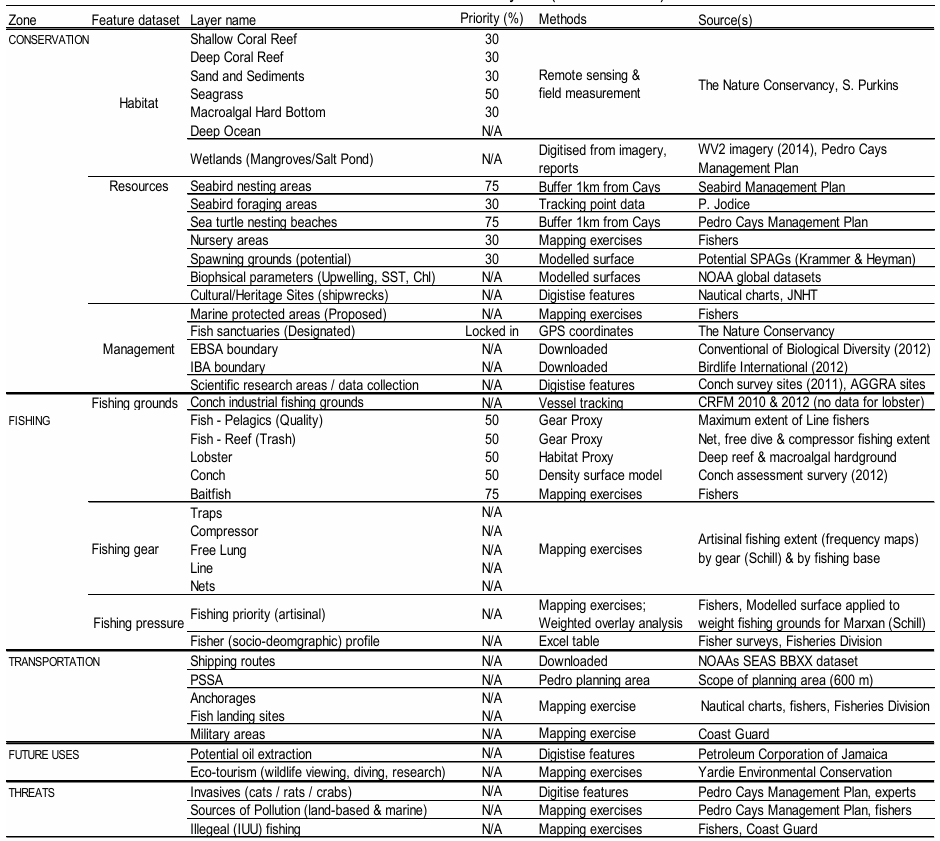 Zone Feature dataset Layer name Priority (%) Methods Source(s)
CONSERVATION Shallow Coral Reef 30
Deep Coral Reef 30
Sand and Sediments 30 Remote sensing &
Habitat Seagrass 50 field measurement The Nature Conservancy, S. Purkins
Macroalgal Hard Bottom 30
Deep Ocean N/A
Wetlands (Mangroves/Salt Pond) N/A Digitised from imagery, WV2 imagery (2014), Pedro Cays
reports Management Plan
Resources Seabird nesting areas 75 Buffer 1km from Cays Seabird Management Plan
Seabird foraging areas 30 Tracking point data P. Jodice
Sea turtle nesting beaches 75 Buffer 1km from Cays Pedro Cays Management Plan
Nursery areas 30 Mapping exercises Fishers
Spawning grounds (potential) 30 Modelled surface Potential SPAGs (Krammer & Heyman)
Biophsical parameters (Upwelling, SST, Chl) N/A Modelled surfaces NOAA global datasets
Cultural/Heritage Sites (shipwrecks) N/A Digistise features Nautical charts, JNHT
Marine protected areas (Proposed) N/A Mapping exercises Fishers
Fish sanctuaries (Designated) Locked in GPS coordinates The Nature Conservancy
Management EBSA boundary N/A Downloaded Conventional of Biological Diversity (2012)
IBA boundary N/A Downloaded Birdlife International (2012)
Scientific research areas / data collection N/A Digistise features Conch survey sites (2011), AGGRA sites
Fishing grounds Conch industrial fishing grounds N/A Vessel tracking CRFM 2010 & 2012 (no data for lobster)
FISHING Fish - Pelagics (Quality) 50 Gear Proxy Maximum extent of Line fishers
Fish - Reef (Trash) 50 Gear Proxy Net, free dive & compressor fishing extent
Lobster 50 Habitat Proxy Deep reef & macroalgal hardground
Conch 50 Density surface model Conch assessment survery (2012)
Baitfish 75 Mapping exercises Fishers
Traps N/A
Compressor N/A
Fishing gear Free Lung N/A Mapping exercises Artisinal fishing extent (frequency maps)
Line N/A by gear (Schill) & by fishing base
Nets N/A
Fishing pressure Fishing priority (artisinal) N/A Mapping exercises; Fishers, Modelled surface applied to
Weighted overlay analysis weight fishing grounds for Marxan (Schill)
Fisher (socio-deomgraphic) profile N/A Excel table Fisher surveys, Fisheries Division
TRANSPORTATION Shipping routes N/A Downloaded NOAAs SEAS BBXX dataset
PSSA N/A Pedro planning area Scope of planning area (600 m)
Anchorages N/A Mapping exercise Nautical charts, fishers, Fisheries Division
Fish landing sites N/A
Military areas N/A Mapping exercise Coast Guard
FUTURE USES Potential oil extraction N/A Digistise features Petroleum Corporation of Jamaica
Eco-tourism (wildlife viewing, diving, research) N/A Mapping exercises Yardie Environmental Conservation
THREATS Invasives (cats / rats / crabs) N/A Digitise features Pedro Cays Management Plan, experts
Sources of Pollution (land-based & marine) N/A Mapping exercises Pedro Cays Management Plan, fishers
Illegeal (IUU) fishing N/A Mapping exercises Fishers, Coast Guard